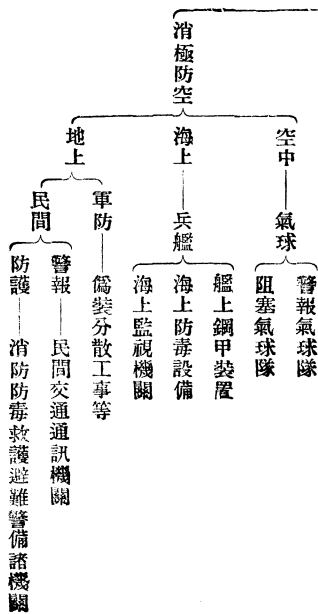 消極防空
空中——氣球
警報氣球隊
阻塞氣球隊
海上——兵艦
艦上鋼甲裝置
海上防毒設備
海上監視機關
地上
軍防——僞裝分散工事等
民間
警報——民間交通通訊機關
防護——消防防毒救護避難警備諸機關